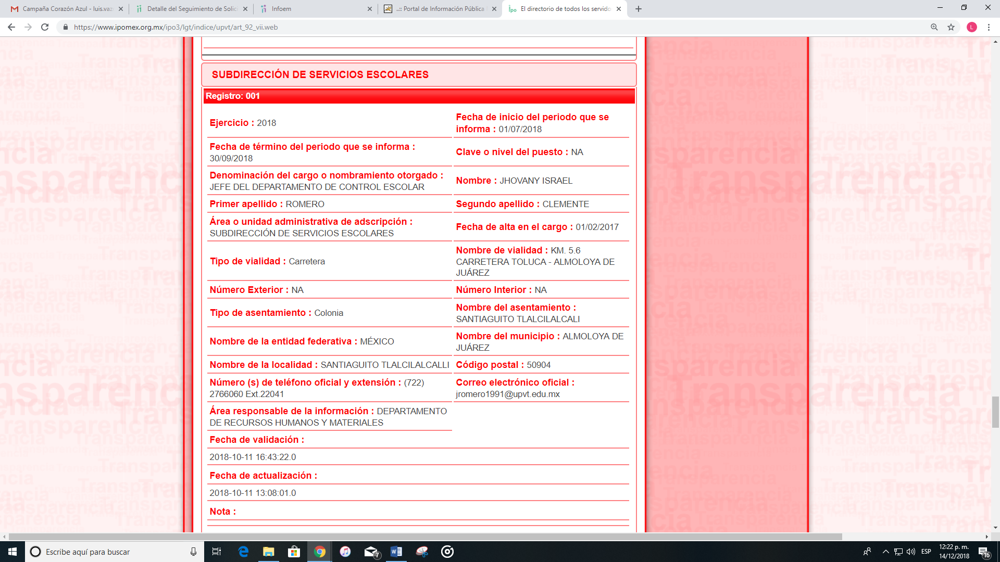 Campaña Corazón Azul - luis.vaz
Detalle del Seguimiento de Solici
Infoem
..:: Portal de Información Pública
El directorio de todos los servido
https://www.ipomex.org.mx/ipo3/lgt/indice/upvt/art_92_vii.web
L
SUBDIRECCIÓN DE SERVICIOS ESCOLARES
Registro: 001
Ejercicio : 2018
Fecha de inicio del periodo que se
informa : 01/07/2018
Fecha de término del periodo que se informa :
30/09/2018
Clave o nivel del puesto : NA
Denominación del cargo o nombramiento otorgado :
JEFE DEL DEPARTAMENTO DE CONTROL ESCOLAR
Nombre : JHOVANY ISRAEL
Primer apellido : ROMERO
Segundo apellido : CLEMENTE
Área o unidad administrativa de adscripción :
SUBDIRECCIÓN DE SERVICIOS ESCOLARES
Fecha de alta en el cargo : 01/02/2017
Tipo de vialidad : Carretera
Nombre de vialidad : KM. 5.6
CARRETERA TOLUCA - ALMOLOYA DE
JUÁREZ
Número Exterior : NA
Número Interior : NA
Tipo de asentamiento : Colonia
Nombre del asentamiento :
SANTIAGUITO TLALCILALCALI
Nombre de la entidad federativa : MÉXICO
Nombre del municipio : ALMOLOYA DE
JUÁREZ
Nombre de la localidad : SANTIAGUITO TLALCILALCALLI
Código postal : 50904
Número (s) de teléfono oficial y extensión : (722)
2766060 Ext.22041
Correo electrónico oficial :
jromero1991@upvt.edu.mx
Área responsable de la información : DEPARTAMENTO
DE RECURSOS HUMANOS Y MATERIALES
Fecha de validación :
2018-10-11 16:43:22.0
Fecha de actualización :
2018-10-11 13:08:01.0
Nota :
Escribe aquí para buscar
7
ESP
12:22 p. m.
14/12/2018
16